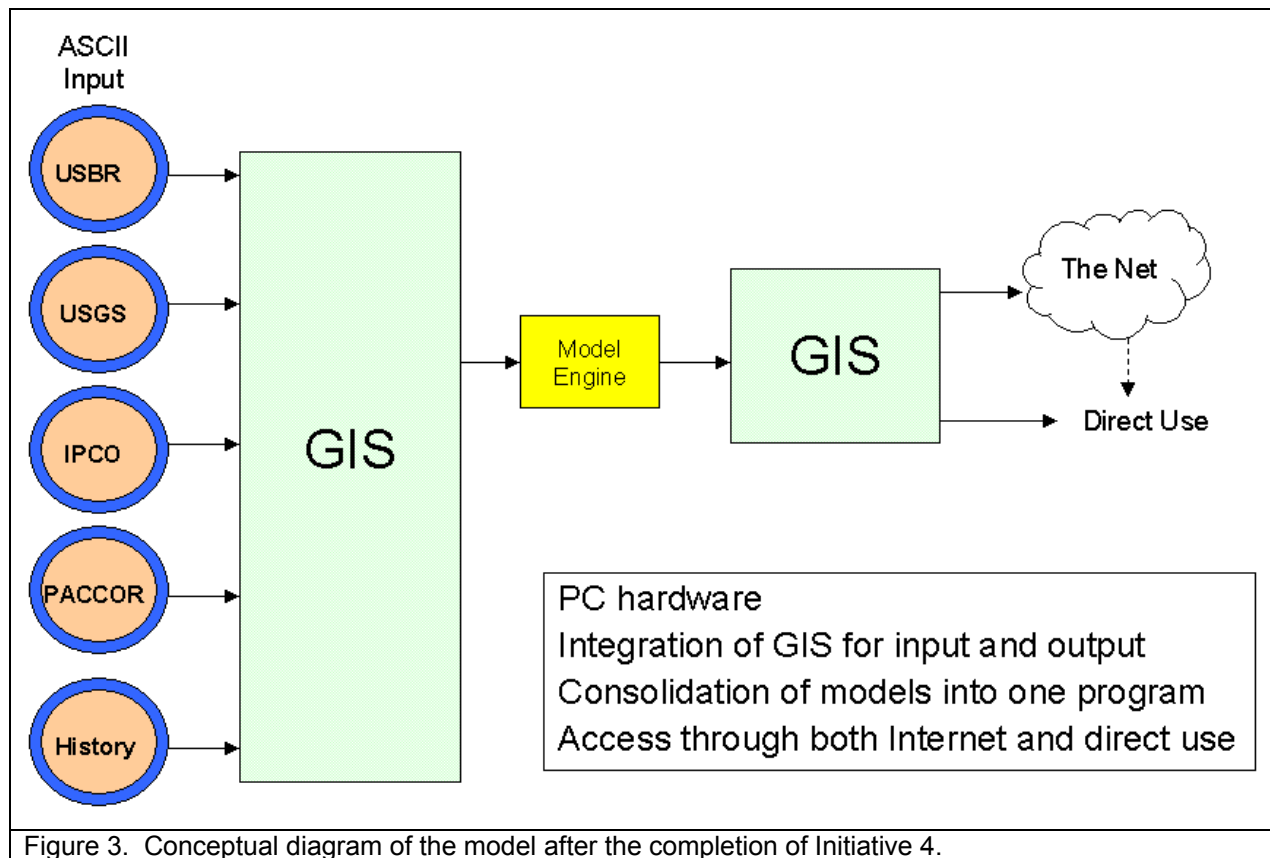 ASCII
Input
USBR
USGS
IPCO
PACCOR
History
GIS
Model
Engine
GIS
The Net
Direct Use
PC hardware
Integration of GIS for input and output
Consolidation of models into one program
Access through both Internet and direct use
Figure 3.  Conceptual diagram of the model after the completion of Initiative 4.